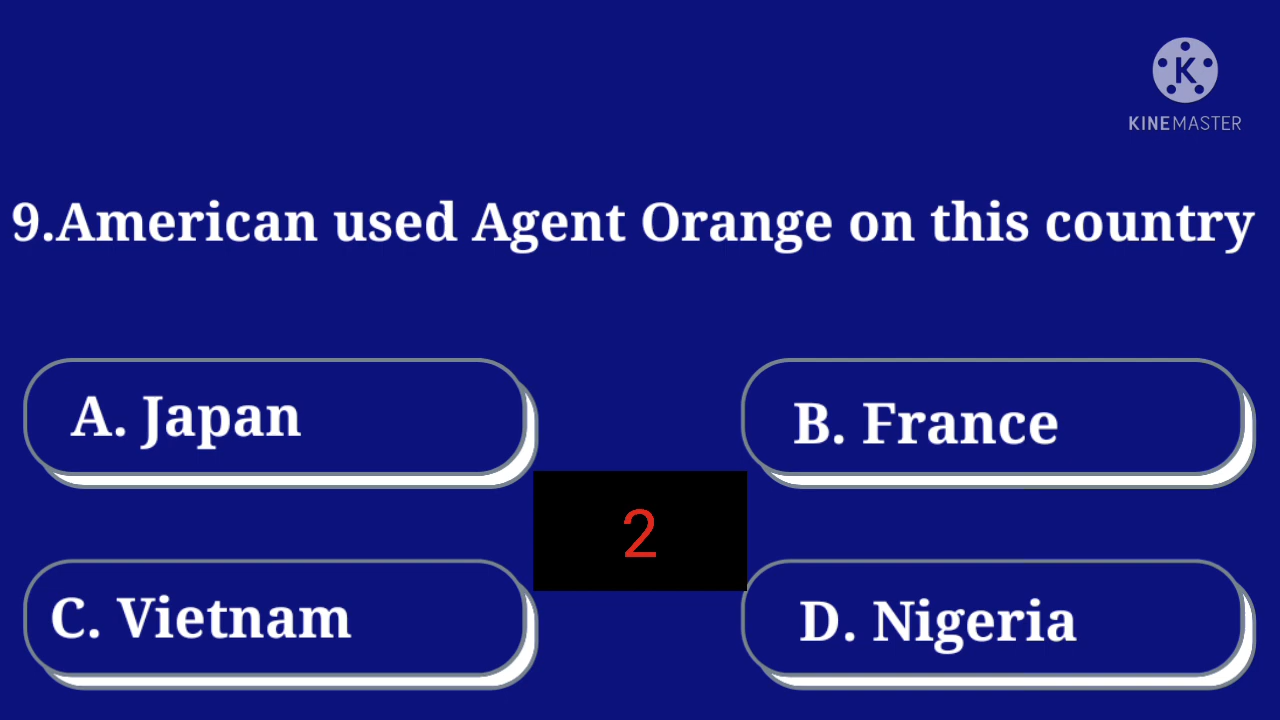 KINEMASTER
9.American used Agent Orange on this country
A. Japan
B. France
2
C. Vietnam
D. Nigeria